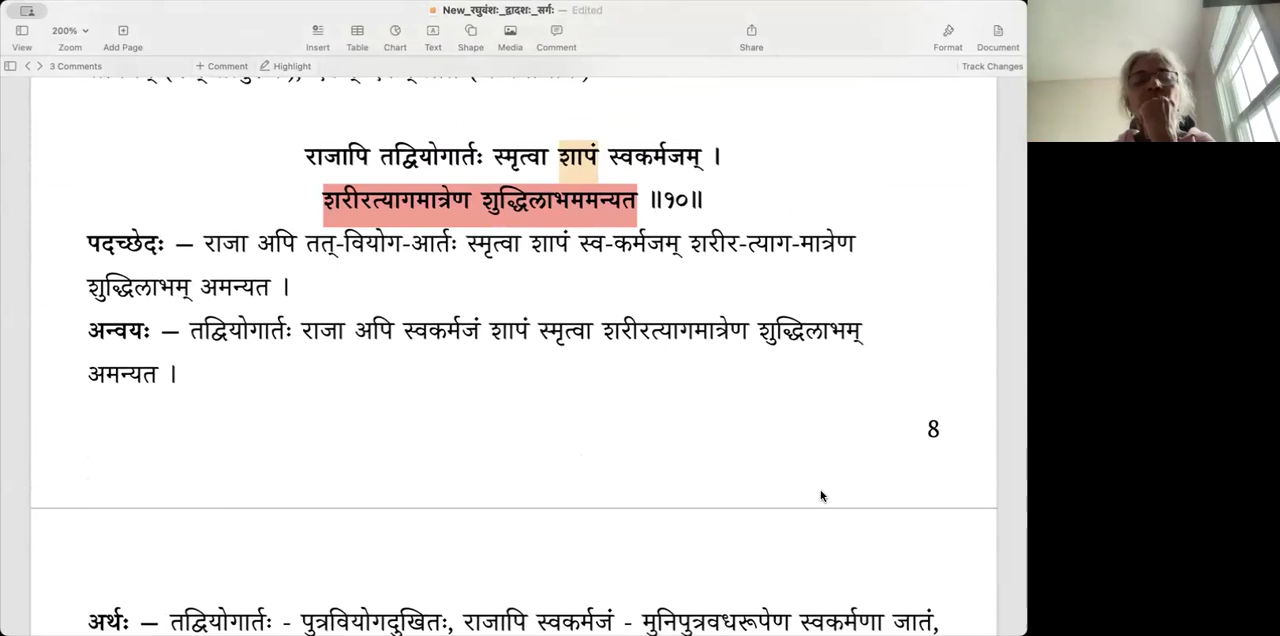 New_रघुवंशः_द्वादशः_सर्गः — Edited
200%
View Zoom Add Page Insert Table Chart Text Shape Media Comment Share Format Document
3 Comments + Comment Highlight Track Changes
राजापि तद्वियोगार्तः स्मृत्वा शापं स्वकर्मजम् ।
शरीरत्यागमात्रेण शुद्धिलाभममन्यत ॥१०॥
पदच्छेदः – राजा अपि तत्-वियोग-आर्तः स्मृत्वा शापं स्व-कर्मजम् शरीर-त्याग-मात्रेण
शुद्धिलाभम् अमन्यत ।
अन्वयः – तद्वियोगार्तः राजा अपि स्वकर्मजं शापं स्मृत्वा शरीरत्यागमात्रेण शुद्धिलाभम्
अमन्यत ।
8
अर्थः – तद्वियोगार्तः - पुत्रवियोगदुखितः, राजापि स्वकर्मजं - मुनिपुत्रवधरूपेण स्वकर्मणा जातं,